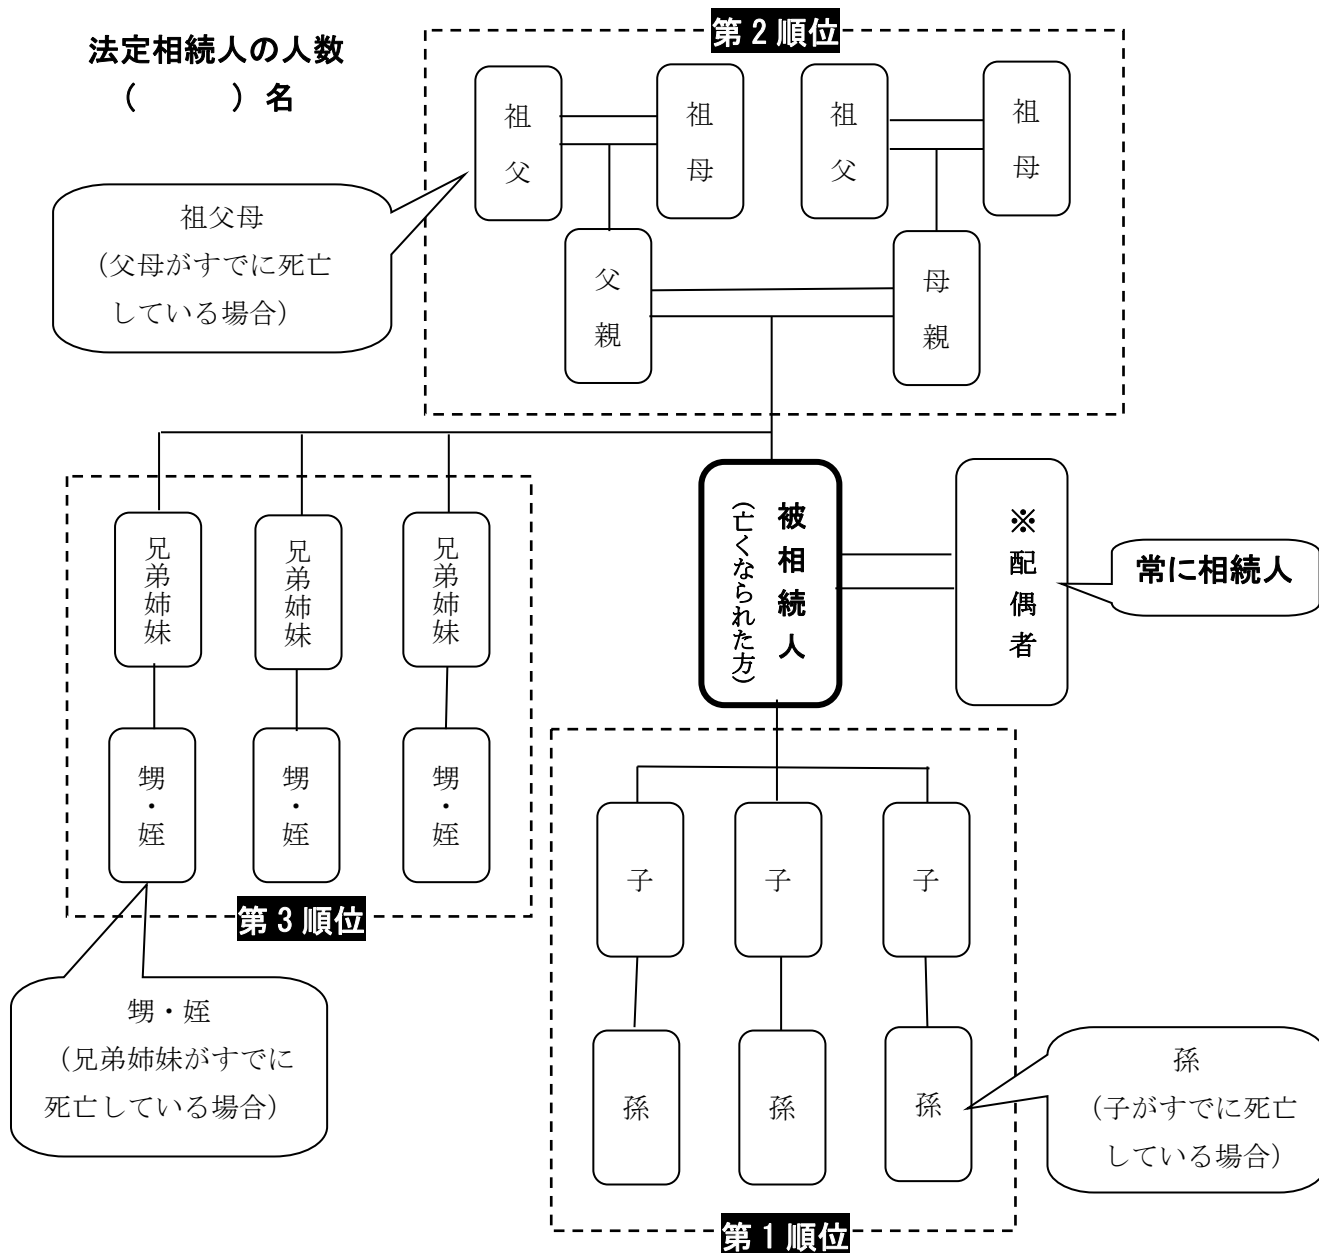 法定相続人の人数
（　　　）名
第２順位
祖父
祖母
祖父
祖母
祖父母
（父母がすでに死亡
している場合）
父親
母親
兄弟姉妹
兄弟姉妹
兄弟姉妹
被相続人
（亡くなられた方）
※配偶者
常に相続人
甥・姪
甥・姪
甥・姪
第３順位
甥・姪
（兄弟姉妹がすでに
死亡している場合）
子
子
子
孫
孫
孫
孫
（子がすでに死亡
している場合）
第１順位